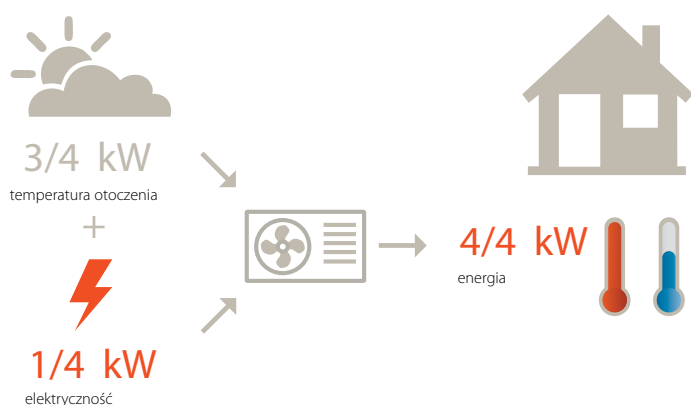 3/4 kW
temperatura otoczenia
+
1/4 kW
elektryczność
4/4 kW
energia